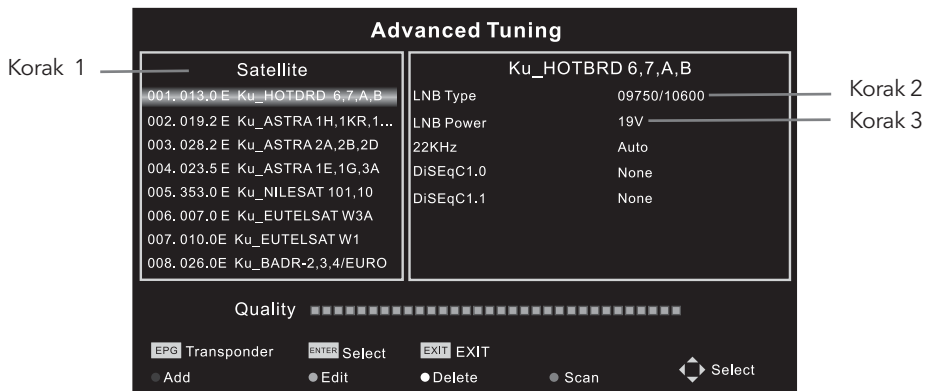 Advanced Tuning
Korak 1
Satellite
001. 013.0 E Ku_HOTDRD 6,7,A,B
002. 019.2 E Ku_ASTRA 1H,1KR,1...
003. 028.2 E Ku_ASTRA 2A,2B,2D
004. 023.5 E Ku_ASTRA 1E,1G,3A
005. 353.0 E Ku_NILESAT 101,10
006. 007.0 E Ku_EUTELSAT W3A
007. 010.0E Ku_EUTELSAT W1
008. 026.0E Ku_BADR-2,3,4/EURO
Ku_HOTBRD 6,7,A,B
LNB Type 09750/10600 Korak 2
LNB Power 19V Korak 3
22KHz Auto
DiSEqC1.0 None
DiSEqC1.1 None
Quality
EPG Transponder ENTER Select EXIT EXIT
Add Edit Delete Scan Select